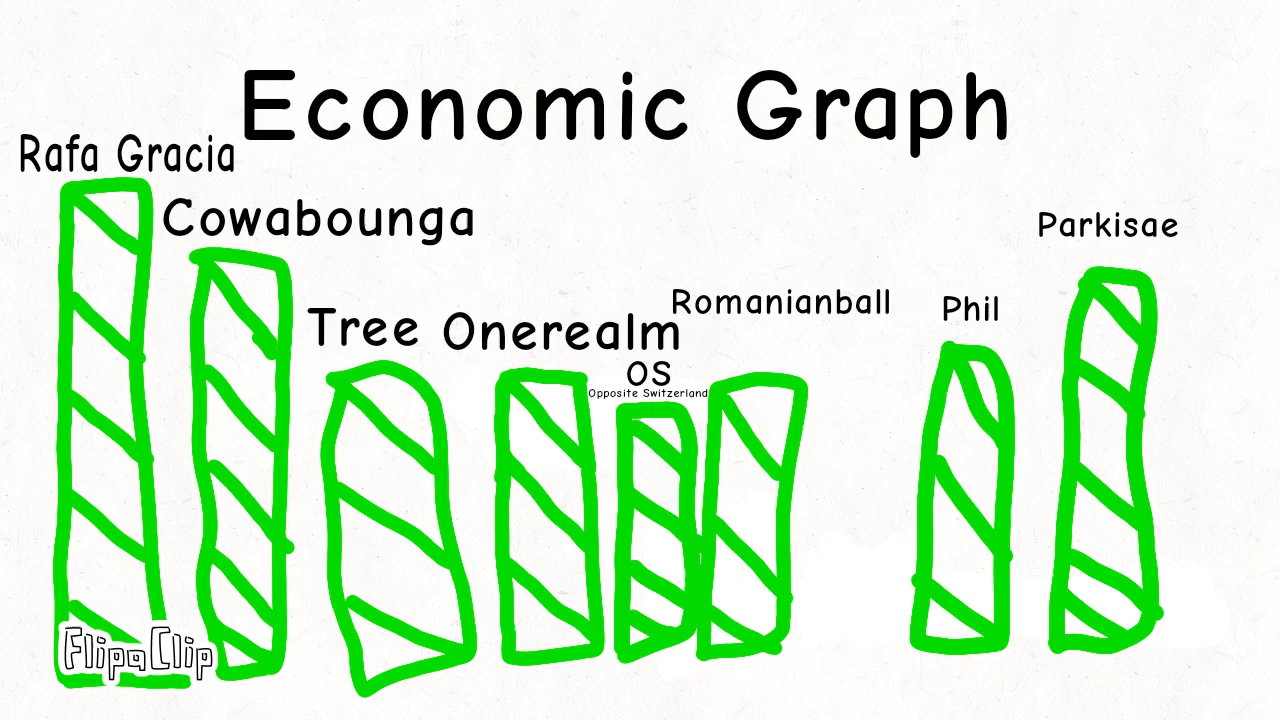 Economic Graph
Rafa Gracia
Cowabounga
Parkisae
Romanianball
Phil
Tree
Onerealm
OS
Opposite Switzerland
FlipaClip